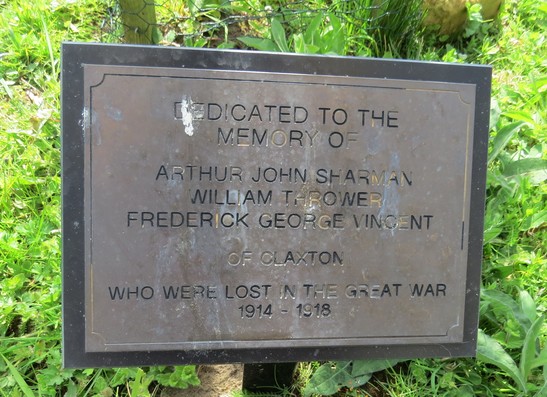 DEDICATED TO THE
MEMORY OF
ARTHUR JOHN SHARMAN
WILLIAM THROWER
FREDERICK GEORGE VINCENT
OF CLAXTON
WHO WERE LOST IN THE GREAT WAR
1914 - 1918